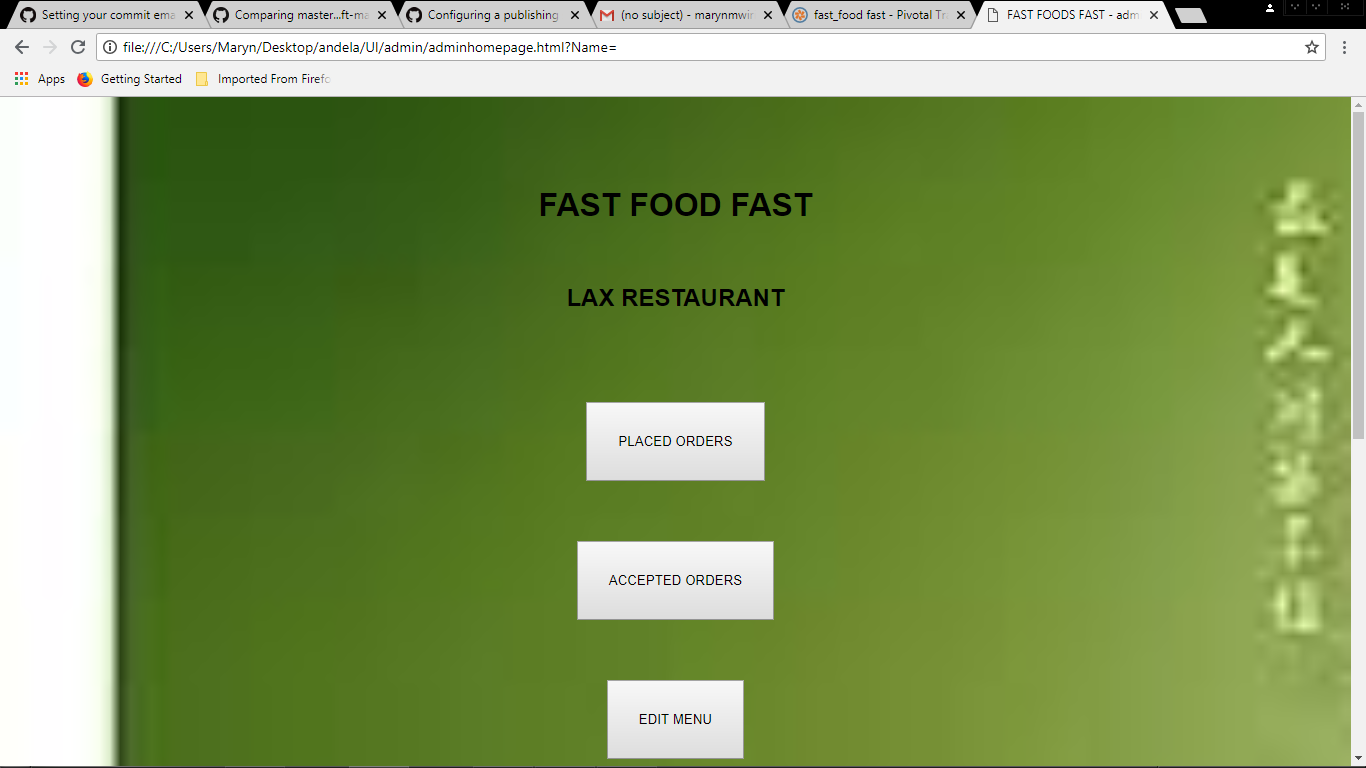 Setting your commit ema
Comparing master...ft-ma
Configuring a publishing
(no subject) - marynmwir
fast_food fast - Pivotal Tr
FAST FOODS FAST - adm
file:///C:/Users/Maryn/Desktop/andela/UI/admin/adminhomepage.html?Name=
Apps
Getting Started
Imported From Firefo
FAST FOOD FAST
LAX RESTAURANT
PLACED ORDERS
ACCEPTED ORDERS
EDIT MENU